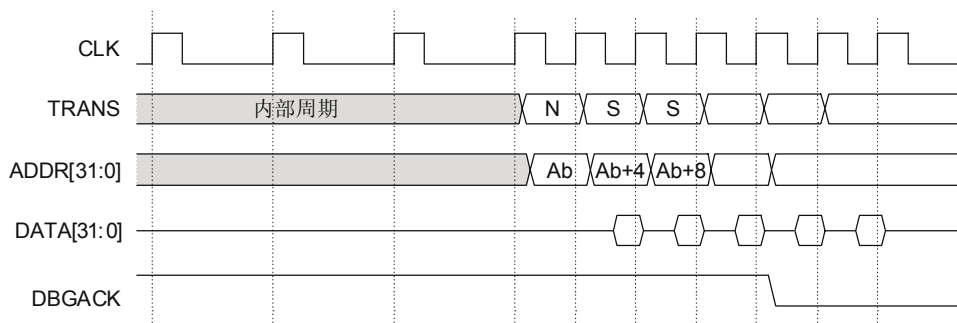 CLK
TRANS 内部周期 N S S
ADDR[31:0] Ab Ab+4 Ab+8
DATA[31:0]
DBGACK